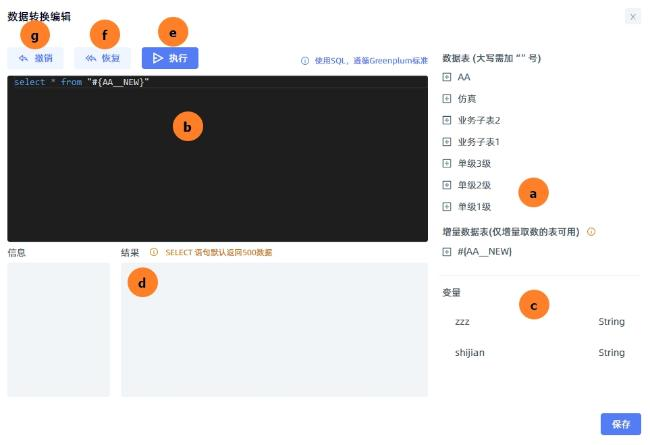 数据转换编辑
X
g
f
e
撤销
恢复
执行
使用SQL，遵循Greenplum标准
select * from "#{AA__NEW}"
b
数据表 (大写需加 “” 号)
AA
仿真
业务子表2
业务子表1
单级3级
单级2级
单级1级
a
增量数据表(仅增量取数的表可用)
#{AA__NEW}
信息
结果
SELECT 语句默认返回500数据
d
变量
c
zzz
String
shijian
String
保存